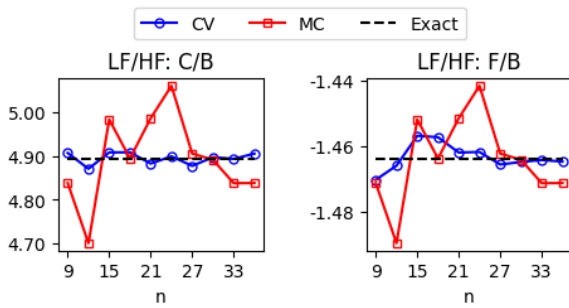 CV MC Exact
LF/HF: C/B
5.00
4.90
4.80
4.70
9 15 21 27 33
n
LF/HF: F/B
-1.44
-1.46
-1.48
9 15 21 27 33
n